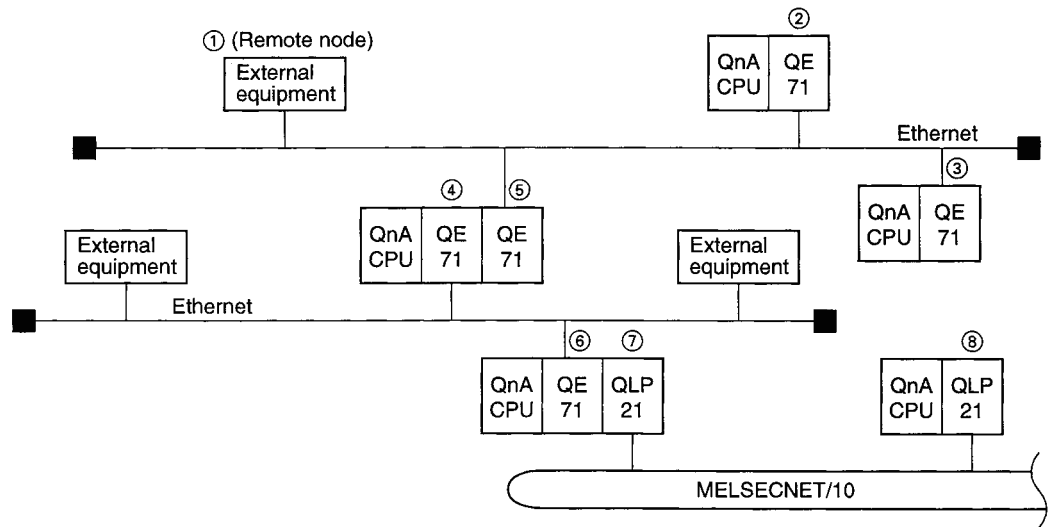 ② 
① (Remote node)
External
equipment
QnA
CPU
QE
71
Ethernet
④
⑤
③
QnA
CPU
QE
71
QE
71
QnA
CPU
QE
71
External
equipment
External
equipment
Ethernet
⑥
⑦
⑧
QnA
CPU
QE
71
QLP
21
QnA
CPU
QLP
21
MELSECNET/10